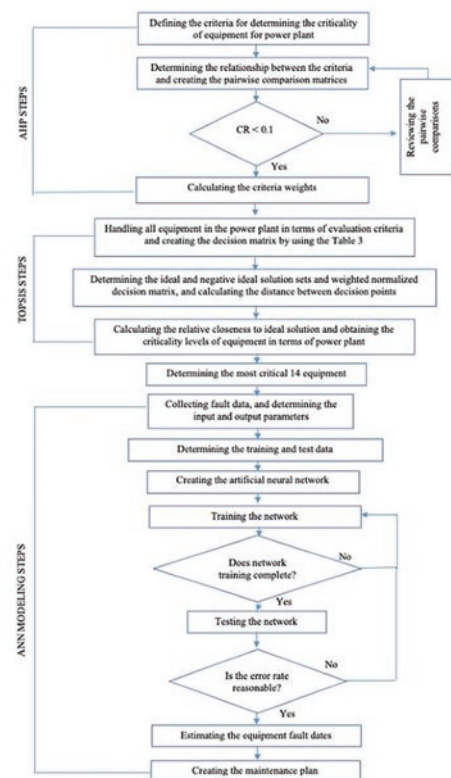 Defining the criteria for determining the criticality
of equipment for power plant
Determining the relationship between the criteria
and creating the pairwise comparison matrices
No
CR < 0.1
Reviewing the
pairwise
comparisons
Yes
Calculating the criteria weights
AHP STEPS
Handling all equipment in the power plant in terms of evaluation criteria
and creating the decision matrix by using the Table 3
Determining the ideal and negative ideal solution sets and weighted normalized
decision matrix, and calculating the distance between decision points
Calculating the relative closeness to ideal solution and obtaining the
criticality levels of equipment in terms of power plant
TOPSIS STEPS
Determining the most critical 14 equipment
Collecting fault data, and determining the
input and output parameters
Determining the training and test data
Creating the artificial neural network
Training the network
Does network
training complete?
No
Yes
Testing the network
Is the error rate
reasonable?
No
Yes
Estimating the equipment fault dates
Creating the maintenance plan
ANN MODELING STEPS